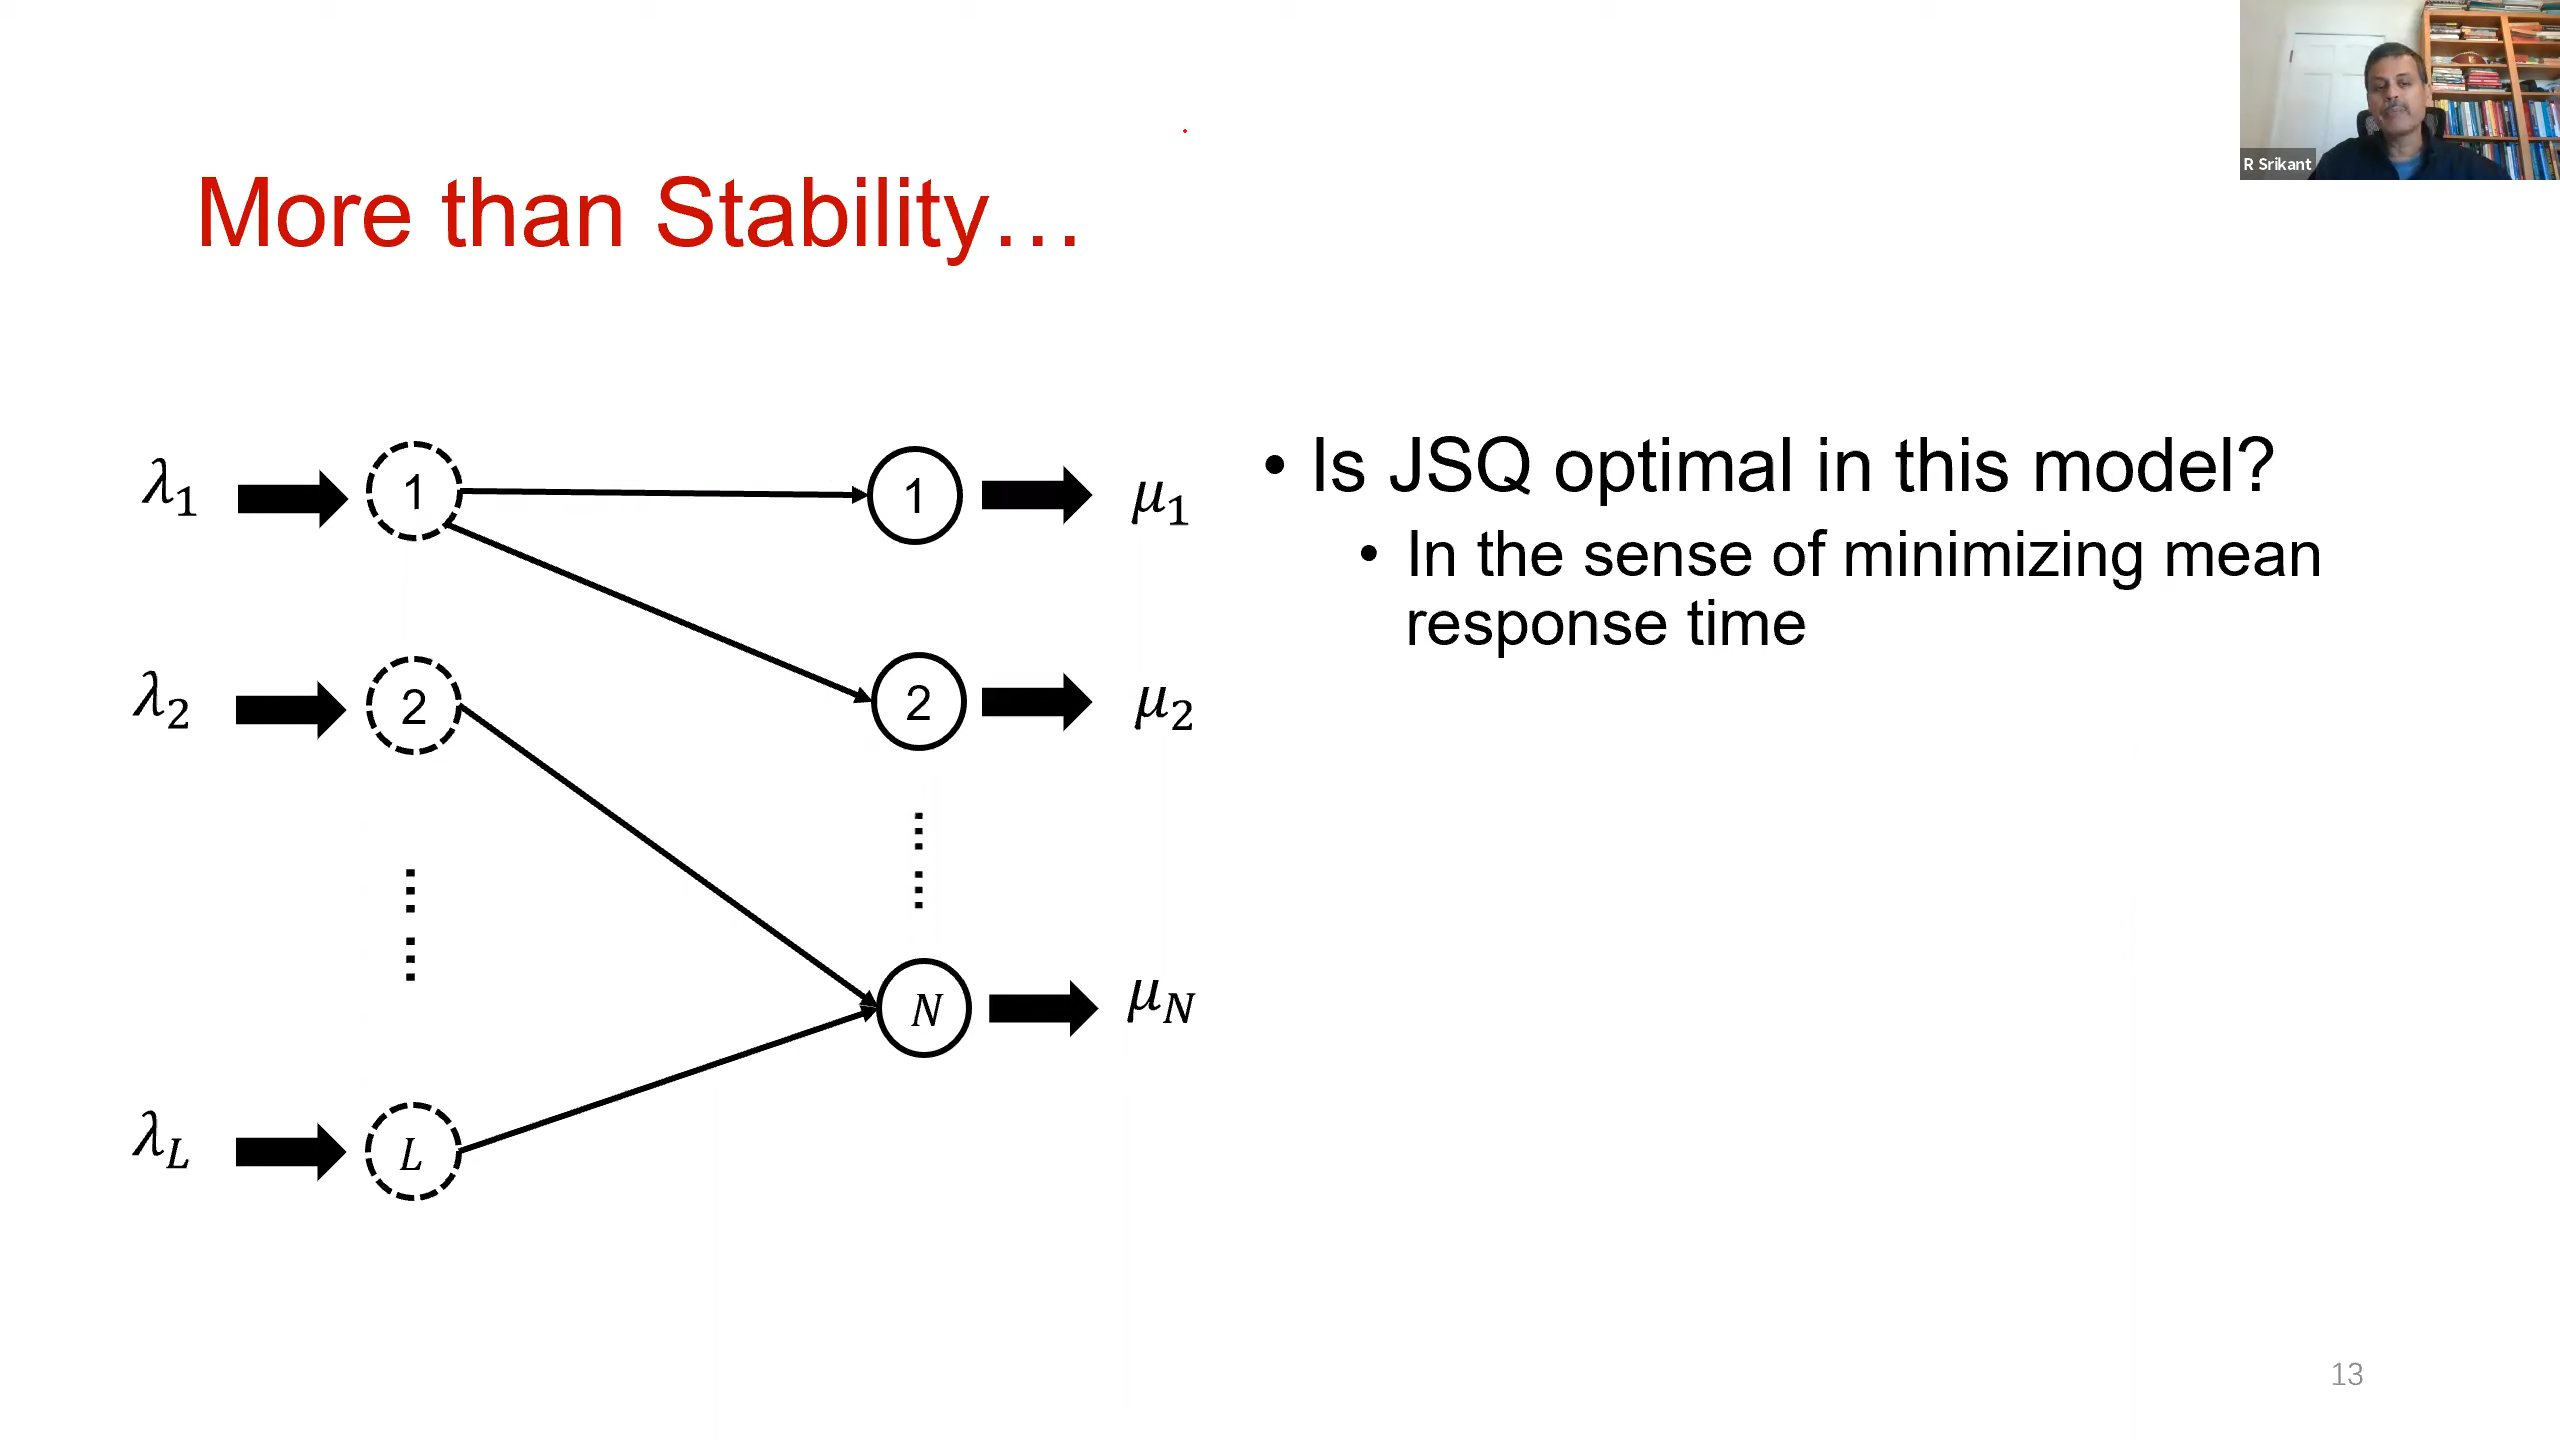 R Srikant
More than Stability…
λ1
1
1
μ1
λ2
2
2
μ2
N
μN
λL
L
• Is JSQ optimal in this model?
• In the sense of minimizing mean
response time
13